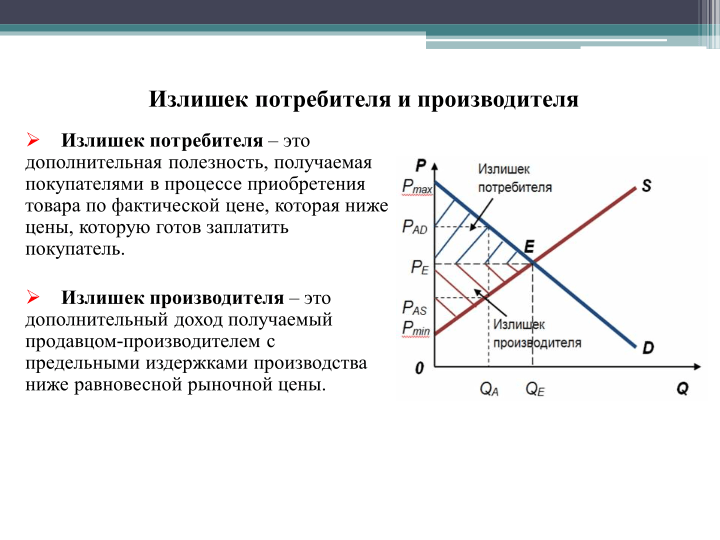 Излишек потребителя и производителя
Излишек потребителя – это
дополнительная полезность, получаемая
покупателями в процессе приобретения
товара по фактической цене, которая ниже
цены, которую готов заплатить
покупатель.
Излишек производителя – это
дополнительный доход получаемый
продавцом-производителем с
предельными издержками производства
ниже равновесной рыночной цены.
P
Излишек
потребителя
Pmax
S
PAD
E
PE
PAS
Излишек
производителя
Pmin
D
0
QA
QE
Q